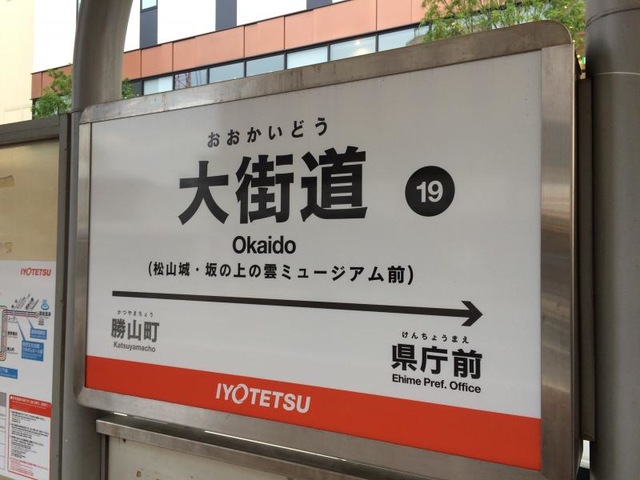 おおかいどう
大街道
19
Okaido
(松山城・坂の上の雲ミュージアム前)
かつやまちょう
勝山町
Katsuyamacho
けんちょうまえ
県庁前
Ehime Pref. Office
IYOTETSU
IYOTETSU